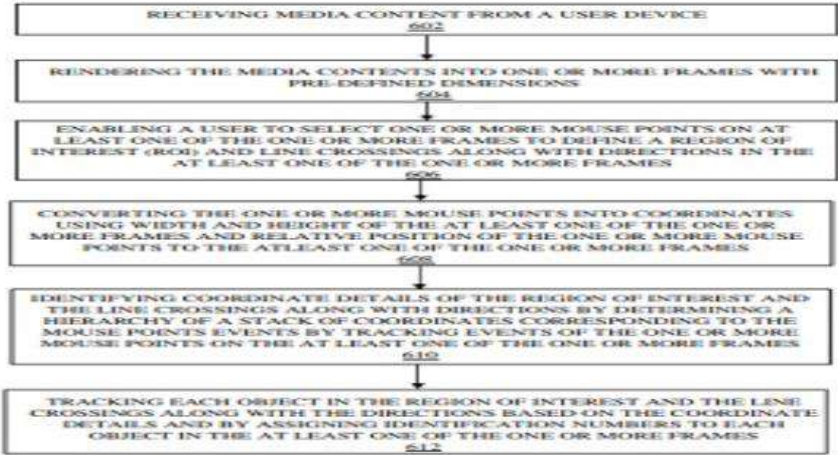 RECEIVING MEDIA CONTENT FROM A USER DEVICE
602
RENDERING THE MEDIA CONTENTS INTO ONE OR MORE FRAMES WITH
PRE-DEFINED DIMENSIONS
604
ENABLING A USER TO SELECT ONE OR MORE MOUSE POINTS ON AT
LEAST ONE OF THE ONE OR MORE FRAMES TO DEFINE A REGION OF
INTEREST (ROI) AND LINE CROSSINGS ALONG WITH DIRECTIONS IN THE
AT LEAST ONE OF THE ONE OR MORE FRAMES
606
CONVERTING THE ONE OR MORE MOUSE POINTS INTO COORDINATES
USING WIDTH AND HEIGHT OF THE AT LEAST ONE OF THE ONE OR
MORE FRAMES AND RELATIVE POSITION OF THE ONE OR MORE MOUSE
POINTS TO THE ATLEAST ONE OF THE ONE OR MORE FRAMES
608
IDENTIFYING COORDINATE DETAILS OF THE REGION OF INTEREST AND
THE LINE CROSSINGS ALONG WITH DIRECTIONS BY DETERMINING A
HIERARCHY OF A STACK OF COORDINATES CORRESPONDING TO THE
MOUSE POINTS EVENTS BY TRACKING EVENTS OF THE ONE OR MORE
MOUSE POINTS ON THE AT LEAST ONE OF THE ONE OR MORE FRAMES
610
TRACKING EACH OBJECT IN THE REGION OF INTEREST AND THE LINE
CROSSINGS ALONG WITH THE DIRECTIONS BASED ON THE COORDINATE
DETAILS AND BY ASSIGNING IDENTIFICATION NUMBERS TO EACH
OBJECT IN THE AT LEAST ONE OF THE ONE OR MORE FRAMES
612